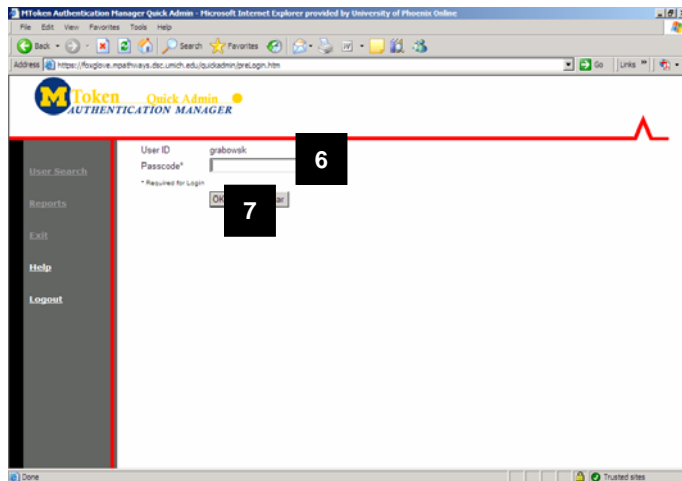 MToken Authentication Manager Quick Admin - Microsoft Internet Explorer provided by University of Phoenix Online
File Edit View Favorites Tools Help
Back Search Favorites
Address https://foxglove.mpathways.dsc.umich.edu/quickadmin/preLogin.htm Go Links »
MToken Quick Admin
AUTHENTICATION MANAGER
User ID grabowsk
Passcode*
6
* Required for Login
OK ar
7
User Search
Reports
Exit
Help
Logout
Done Trusted sites